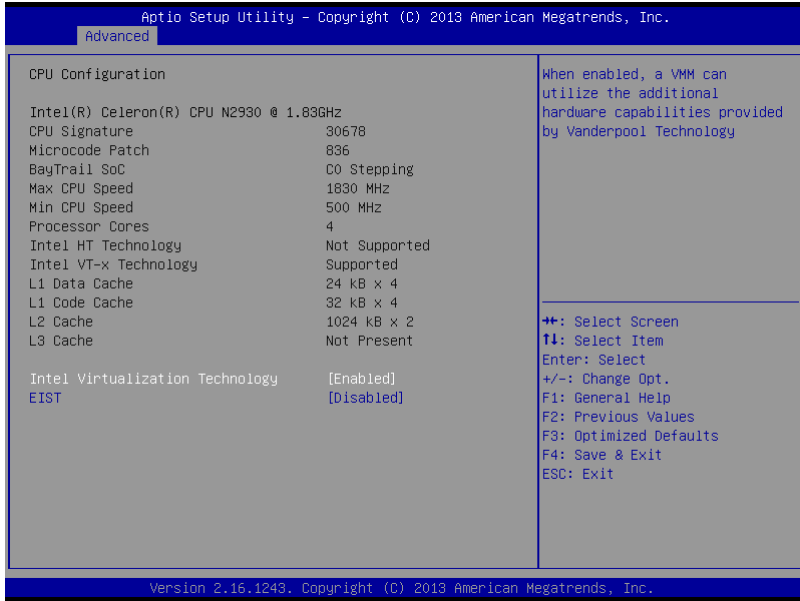 Aptio Setup Utility – Copyright (C) 2013 American Megatrends, Inc.
Advanced
CPU Configuration
Intel(R) Celeron(R) CPU N2930 @ 1.83GHz
CPU Signature 30678
Microcode Patch 836
BayTrail SoC C0 Stepping
Max CPU Speed 1830 MHz
Min CPU Speed 500 MHz
Processor Cores 4
Intel HT Technology Not Supported
Intel VT-x Technology Supported
L1 Data Cache 24 kB x 4
L1 Code Cache 32 kB x 4
L2 Cache 1024 kB x 2
L3 Cache Not Present
Intel Virtualization Technology [Enabled]
EIST [Disabled]
When enabled, a VMM can
utilize the additional
hardware capabilities provided
by Vanderpool Technology
→←: Select Screen
↑↓: Select Item
Enter: Select
+/-: Change Opt.
F1: General Help
F2: Previous Values
F3: Optimized Defaults
F4: Save & Exit
ESC: Exit
Version 2.16.1243. Copyright (C) 2013 American Megatrends, Inc.